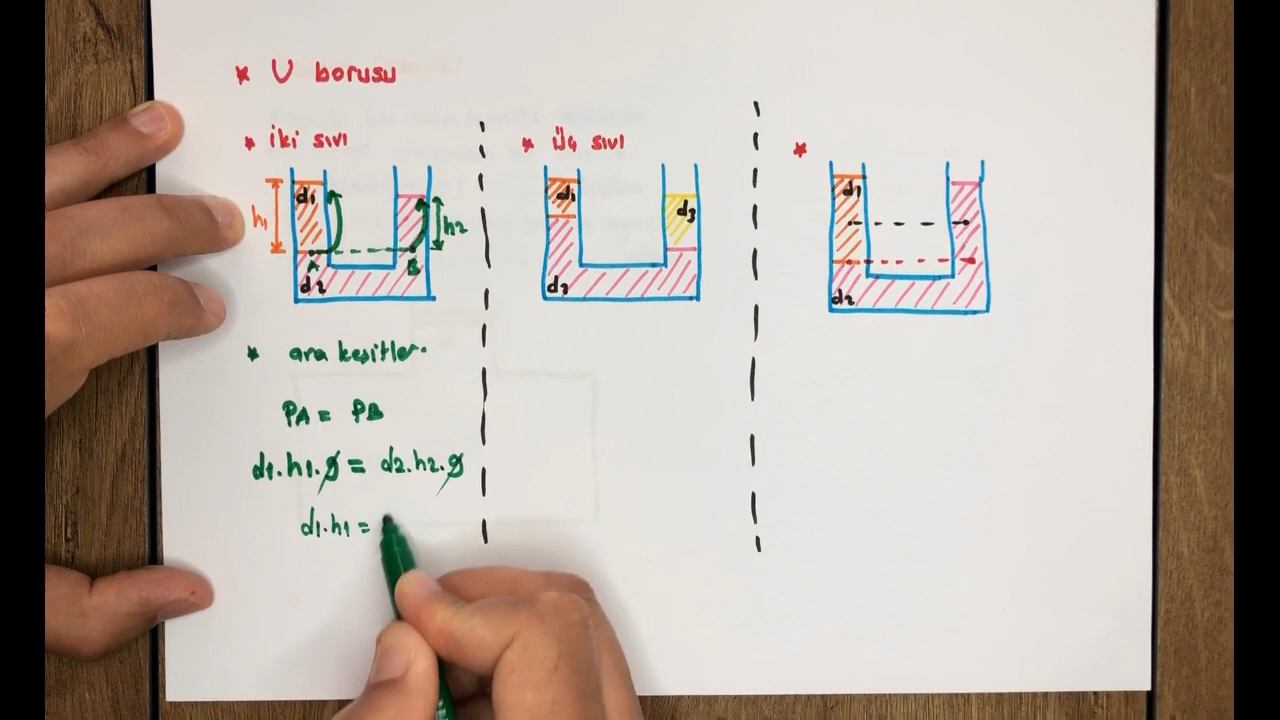 * U borusu
* iki sıvı
d1
h1
h2
A
B
d2
* ara kesitler.
PA = PB
d1.h1.g = d2.h2.g
d1.h1 =
* üç sıvı
d1
d3
d2
*
d1
d2